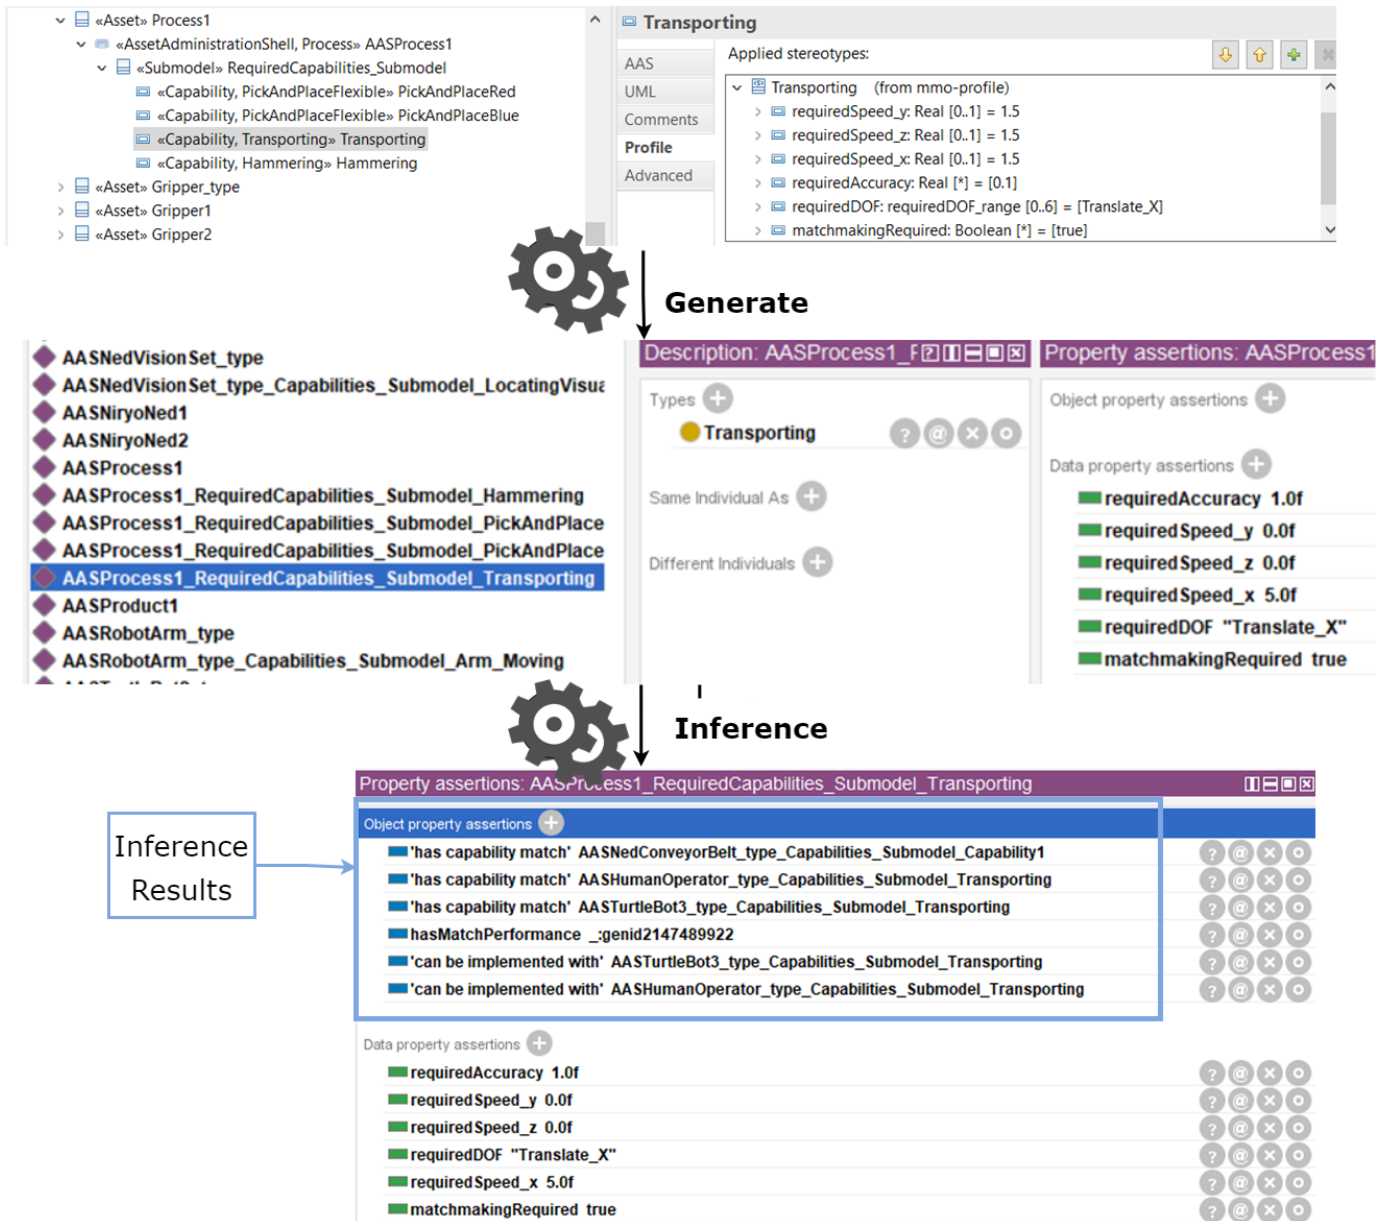 «Asset» Process1
«AssetAdministrationShell, Process» AASProcess1
«Submodel» RequiredCapabilities_Submodel
«Capability, PickAndPlaceFlexible» PickAndPlaceRed
«Capability, PickAndPlaceFlexible» PickAndPlaceBlue
«Capability, Transporting» Transporting
«Capability, Hammering» Hammering
«Asset» Gripper_type
«Asset» Gripper1
«Asset» Gripper2
Transporting
AAS
UML
Comments
Profile
Advanced
Applied stereotypes:
Transporting (from mmo-profile)
requiredSpeed_y: Real [0..1] = 1.5
requiredSpeed_z: Real [0..1] = 1.5
requiredSpeed_x: Real [0..1] = 1.5
requiredAccuracy: Real [*] = [0.1]
requiredDOF: requiredDOF_range [0..6] = [Translate_X]
matchmakingRequired: Boolean [*] = [true]
Generate
AASNedVisionSet_type
AASNedVisionSet_type_Capabilities_Submodel_LocatingVisua
AASNiryoNed1
AASNiryoNed2
AASProcess1
AASProcess1_RequiredCapabilities_Submodel_Hammering
AASProcess1_RequiredCapabilities_Submodel_PickAndPlace
AASProcess1_RequiredCapabilities_Submodel_PickAndPlace
AASProcess1_RequiredCapabilities_Submodel_Transporting
AASProduct1
AASRobotArm_type
AASRobotArm_type_Capabilities_Submodel_Arm_Moving
Description: AASProcess1_F
Types
Transporting
Same Individual As
Different Individuals
Property assertions: AASProcess1
Object property assertions
Data property assertions
requiredAccuracy 1.0f
requiredSpeed_y 0.0f
requiredSpeed_z 0.0f
requiredSpeed_x 5.0f
requiredDOF "Translate_X"
matchmakingRequired true
Inference
Property assertions: AASProcess1_RequiredCapabilities_Submodel_Transporting
Inference
Results
Object property assertions
'has capability match' AASNedConveyorBelt_type_Capabilities_Submodel_Capability1
'has capability match' AASHumanOperator_type_Capabilities_Submodel_Transporting
'has capability match' AASTurtleBot3_type_Capabilities_Submodel_Transporting
hasMatchPerformance _:genid2147489922
'can be implemented with' AASTurtleBot3_type_Capabilities_Submodel_Transporting
'can be implemented with' AASHumanOperator_type_Capabilities_Submodel_Transporting
Data property assertions
requiredAccuracy 1.0f
requiredSpeed_y 0.0f
requiredSpeed_z 0.0f
requiredDOF "Translate_X"
requiredSpeed_x 5.0f
matchmakingRequired true